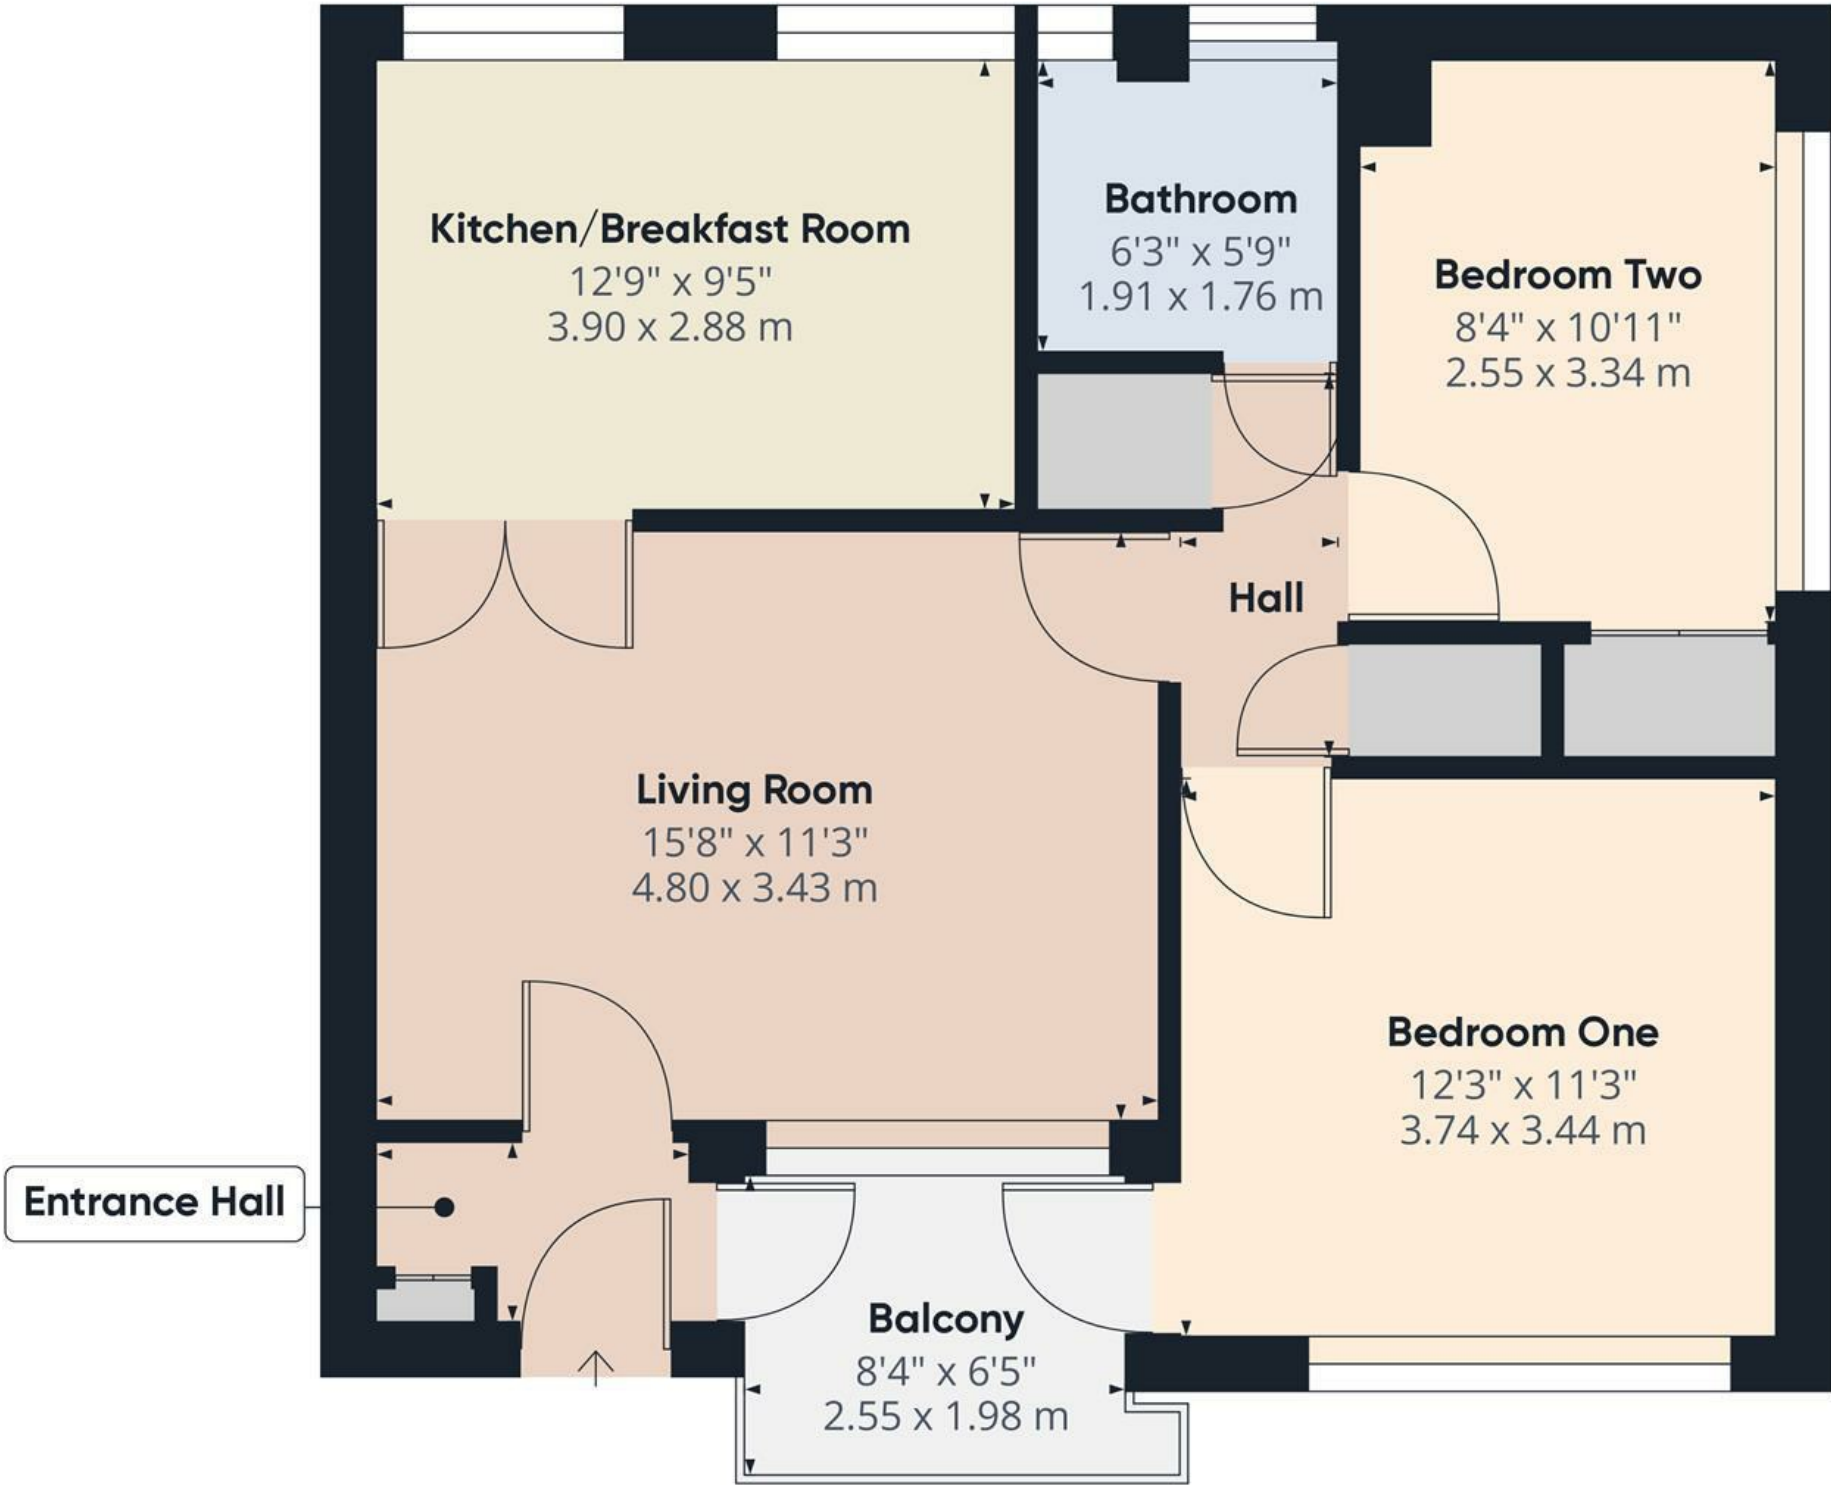 Kitchen/Breakfast Room
12'9" x 9'5"
3.90 x 2.88 m
Bathroom
6'3" x 5'9"
1.91 x 1.76 m
Bedroom Two
8'4" x 10'11"
2.55 x 3.34 m
Hall
Living Room
15'8" x 11'3"
4.80 x 3.43 m
Bedroom One
12'3" x 11'3"
3.74 x 3.44 m
Entrance Hall
Balcony
8'4" x 6'5"
2.55 x 1.98 m